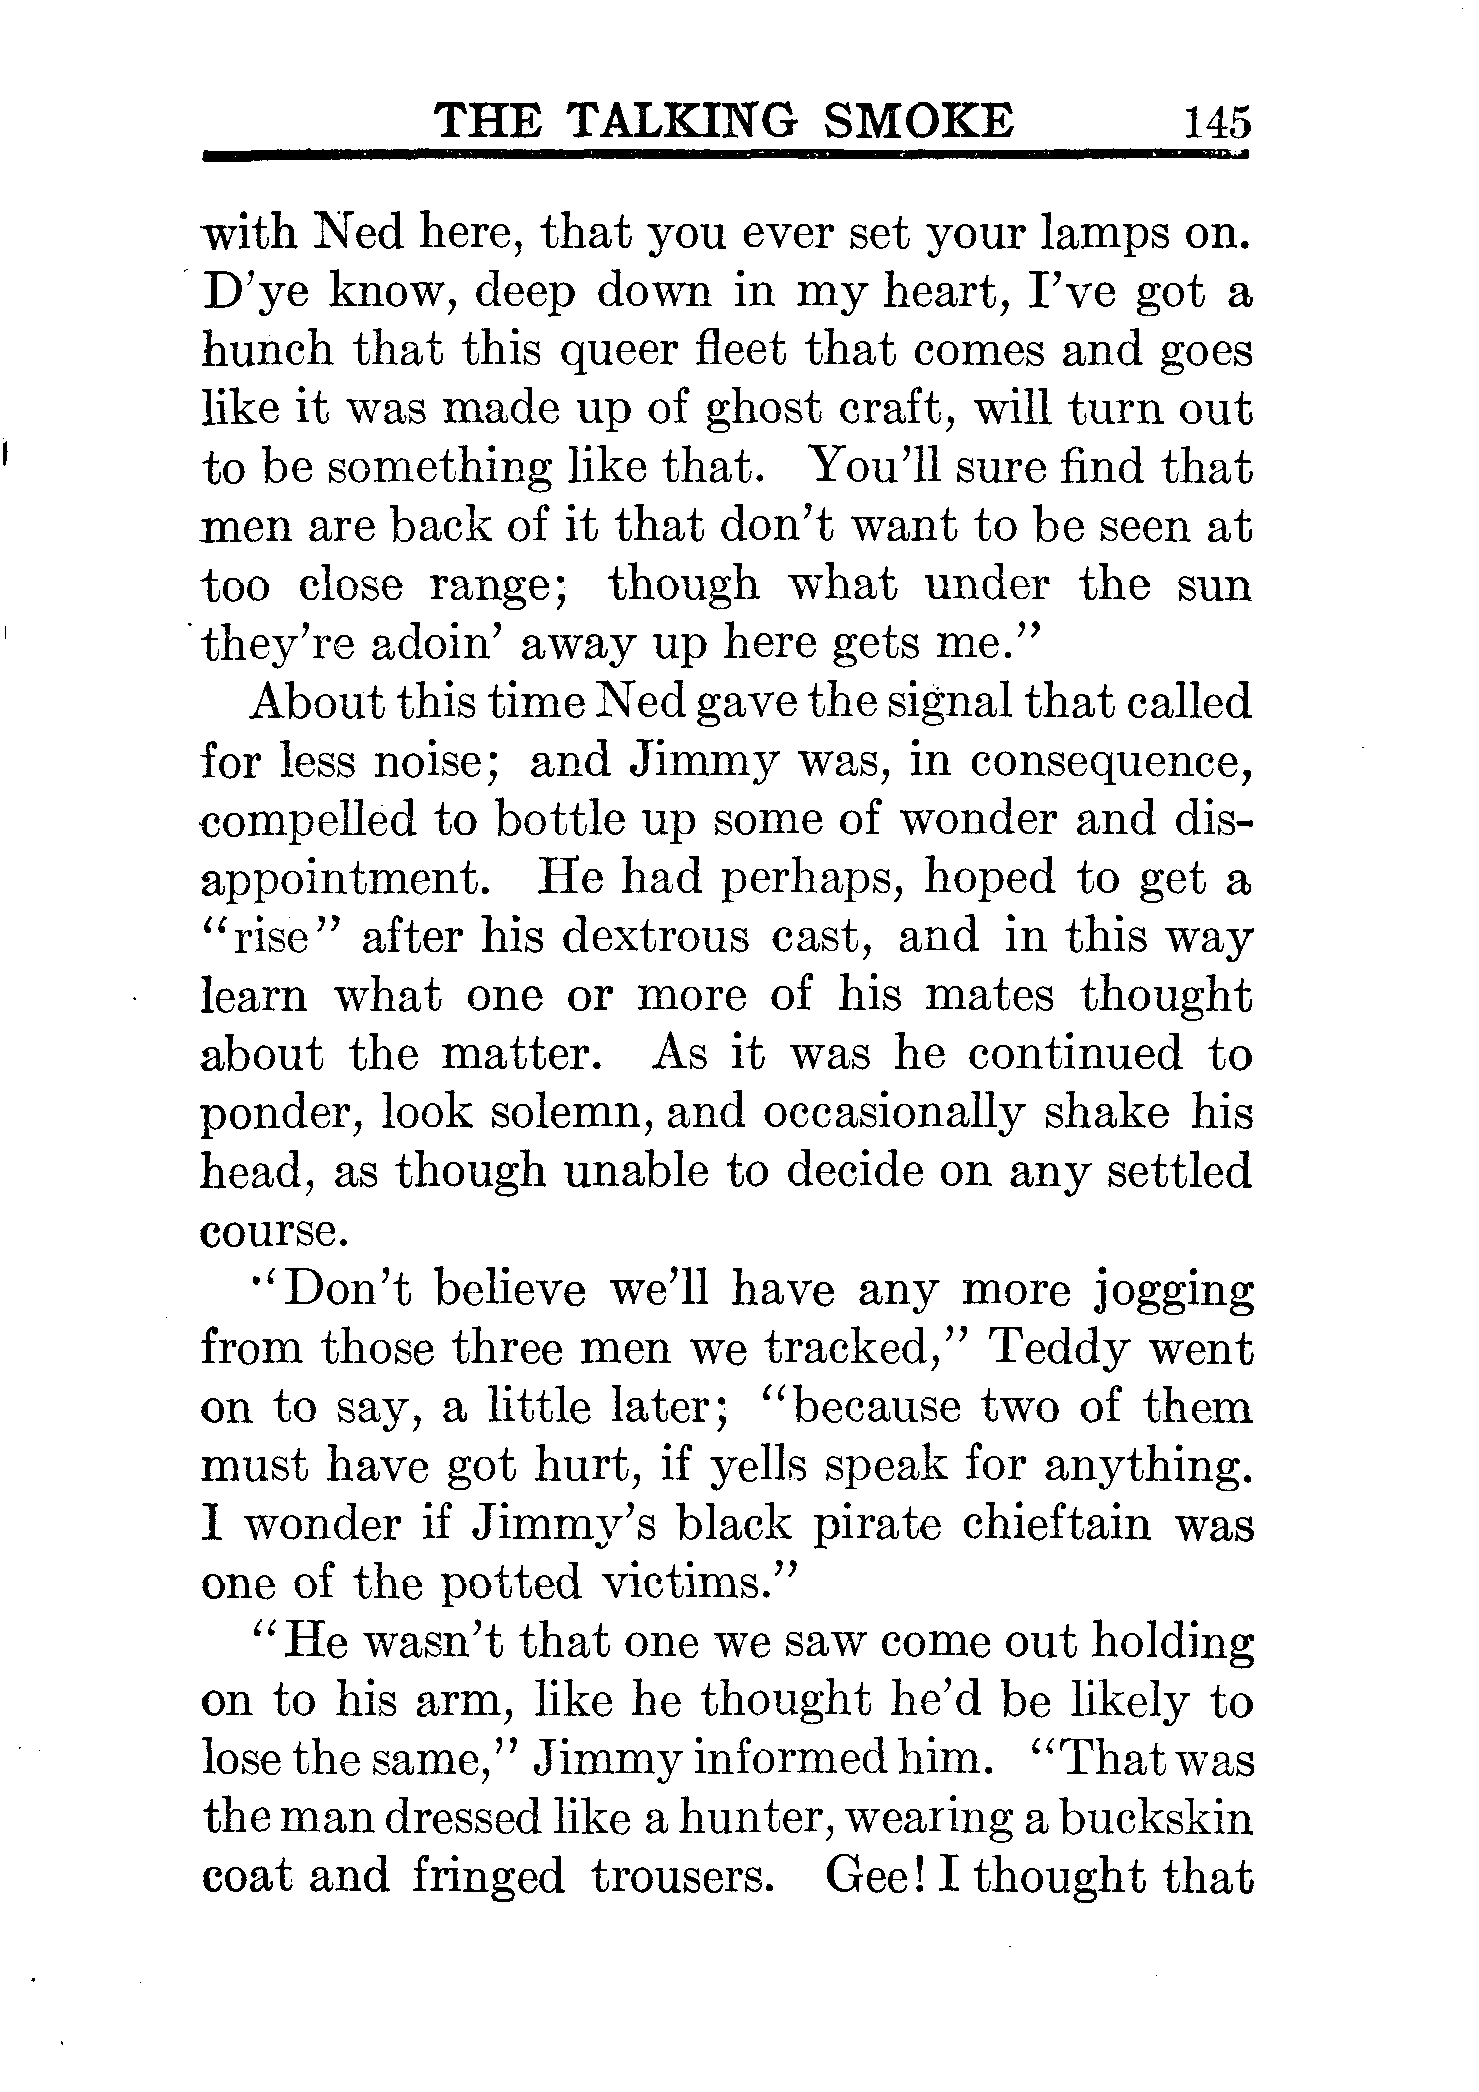 THE TALKING SMOKE 145
with Ned here, that you ever set your lamps on.
D'ye know, deep down in my heart, I've got a
hunch that this queer fleet that comes and goes
like it was made up of ghost craft, will turn out
to be something like that. You'll sure find that
men are back of it that don't want to be seen at
too close range; though what under the sun
they're adoin' away up here gets me."
About this time Ned gave the signal that called
for less noise; and Jimmy was, in consequence,
compelled to bottle up some of wonder and dis-
appointment. He had perhaps, hoped to get a
"rise" after his dextrous cast, and in this way
learn what one or more of his mates thought
about the matter. As it was he continued to
ponder, look solemn, and occasionally shake his
head, as though unable to decide on any settled
course.
"Don't believe we'll have any more jogging
from those three men we tracked," Teddy went
on to say, a little later; "because two of them
must have got hurt, if yells speak for anything.
I wonder if Jimmy's black pirate chieftain was
one of the potted victims."
"He wasn't that one we saw come out holding
on to his arm, like he thought he'd be likely to
lose the same," Jimmy informed him. "That was
the man dressed like a hunter, wearing a buckskin
coat and fringed trousers. Gee! I thought that